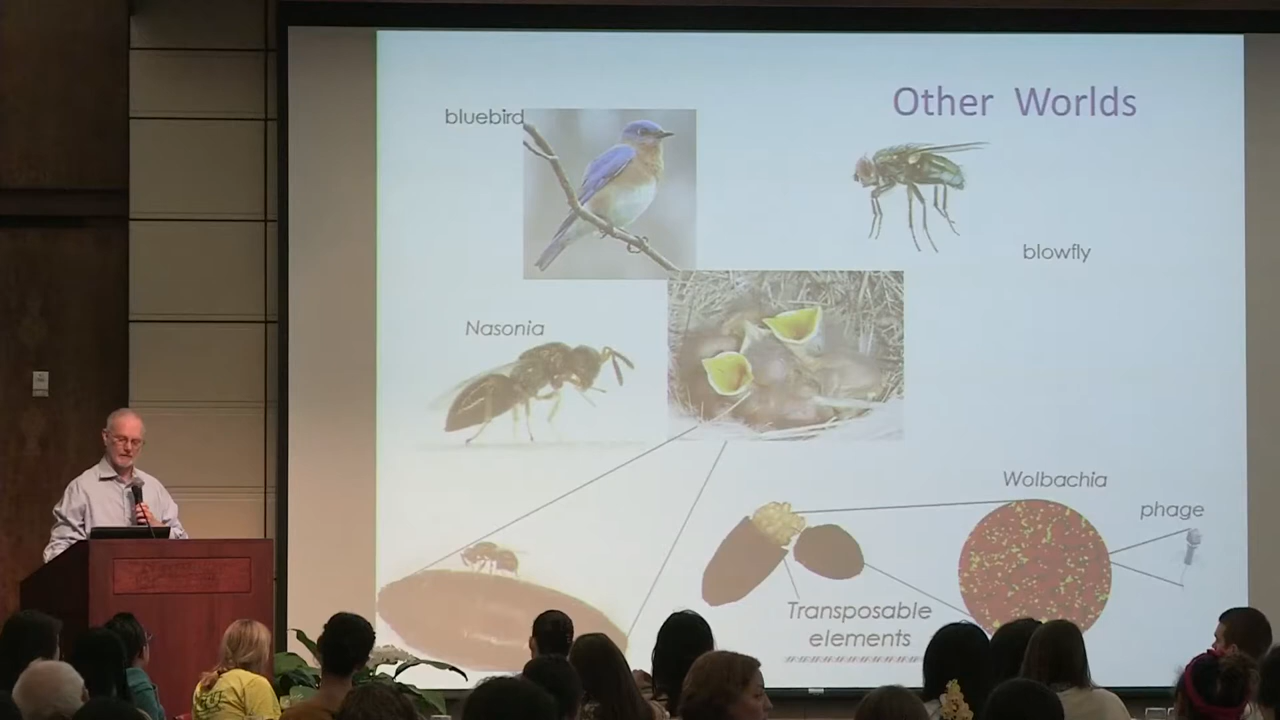 Other Worlds
bluebird
blowfly
Nasonia
Wolbachia
phage
Transposable
elements